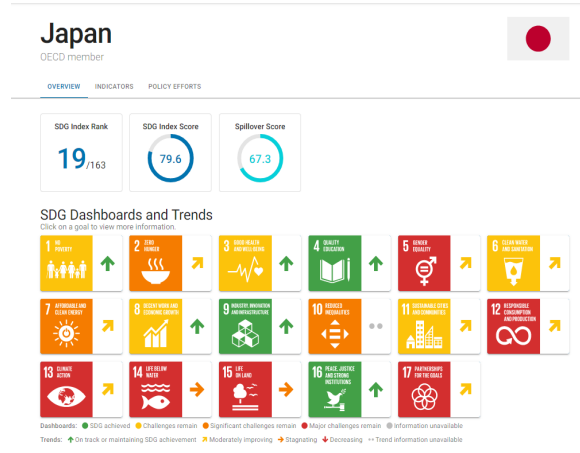 Japan
OECD member
OVERVIEW INDICATORS POLICY EFFORTS
SDG Index Rank
19/163
SDG Index Score
79.6
Spillover Score
67.3
SDG Dashboards and Trends
Click on a goal to view more information.
1 NO
POVERTY
2 ZERO
HUNGER
3 GOOD HEALTH
AND WELL-BEING
4 QUALITY
EDUCATION
5 GENDER
EQUALITY
6 CLEAN WATER
AND SANITATION
7 AFFORDABLE AND
CLEAN ENERGY
8 DECENT WORK AND
ECONOMIC GROWTH
9 INDUSTRY, INNOVATION
AND INFRASTRUCTURE
10 REDUCED
INEQUALITIES
11 SUSTAINABLE CITIES
AND COMMUNITIES
12 RESPONSIBLE
CONSUMPTION
AND PRODUCTION
13 CLIMATE
ACTION
14 LIFE BELOW
WATER
15 LIFE
ON LAND
16 PEACE, JUSTICE
AND STRONG
INSTITUTIONS
17 PARTNERSHIPS
FOR THE GOALS
Dashboards: SDG achieved Challenges remain Significant challenges remain Major challenges remain Information unavailable
Trends: On track or maintaining SDG achievement Moderately improving Stagnating Decreasing Trend information unavailable